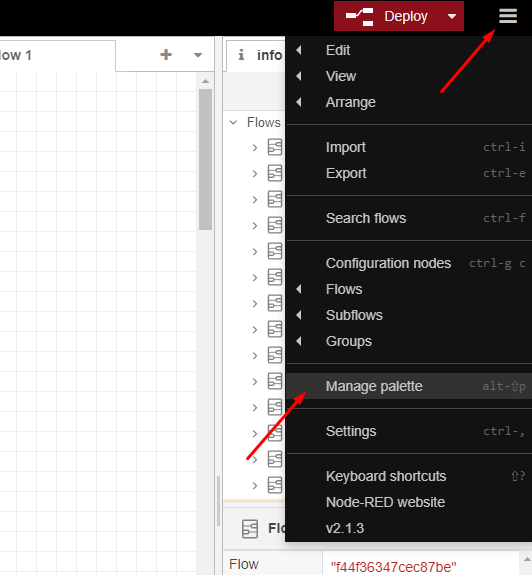 Deploy
low 1
info
Edit
View
Arrange
Flows
Import ctrl-i
Export ctrl-e
Search flows ctrl-f
Configuration nodes ctrl-g c
Flows
Subflows
Groups
Manage palette alt-⇧p
Settings ctrl-,
Keyboard shortcuts ⇧?
Node-RED website
v2.1.3
Flo
Flow "f44f36347cec87be"